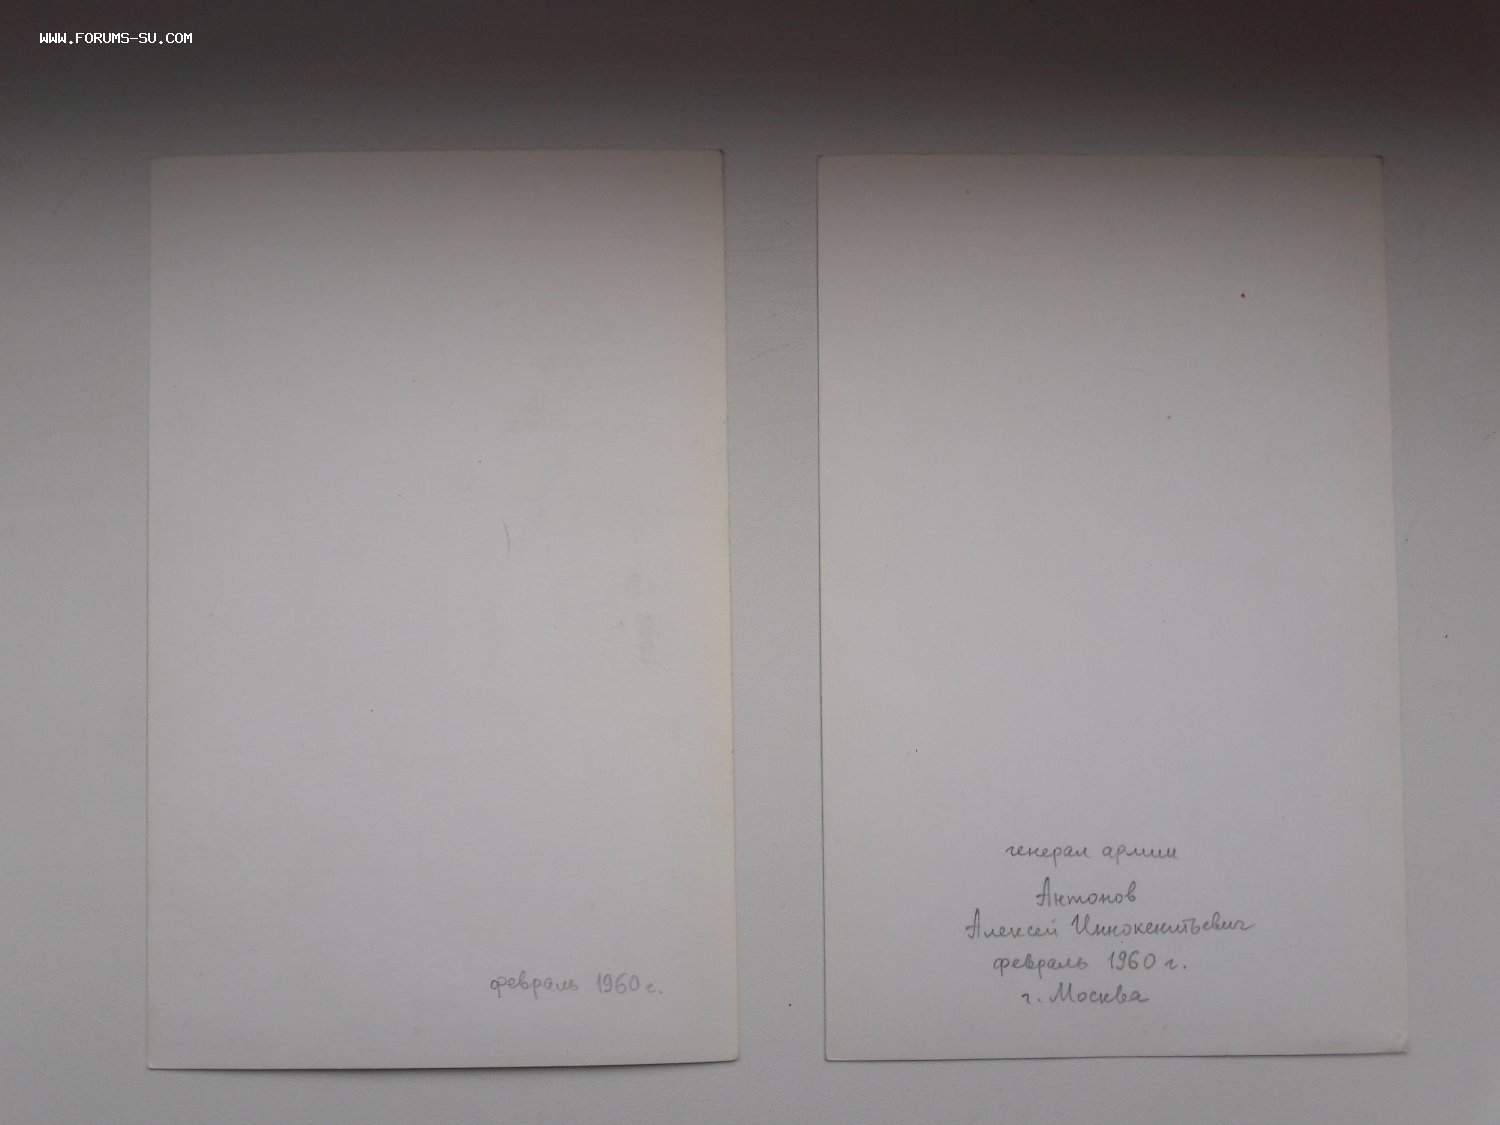 WWW.FORUMS-SU.COM
февраль 1960 г.
генерал армии
Антонов
Алексей Иннокентьевич
февраль 1960 г.
г. Москва